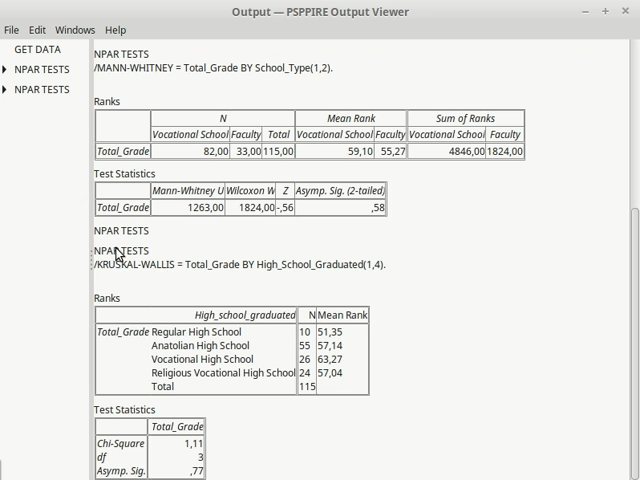 Output — PSPPIRE Output Viewer
File Edit Windows Help
GET DATA
NPAR TESTS
NPAR TESTS
NPAR TESTS
/MANN-WHITNEY = Total_Grade BY School_Type(1,2).
Ranks
N Mean Rank Sum of Ranks
Vocational School Faculty Total Vocational School Faculty Vocational School Faculty
Total_Grade 82,00 33,00 115,00 59,10 55,27 4846,00 1824,00
Test Statistics
Mann-Whitney U Wilcoxon W Z Asymp. Sig. (2-tailed)
Total_Grade 1263,00 1824,00 -,56 ,58
NPAR TESTS
NPAR TESTS
/KRUSKAL-WALLIS = Total_Grade BY High_School_Graduated(1,4).
Ranks
High_school_graduated N Mean Rank
Total_Grade Regular High School 10 51,35
Anatolian High School 55 57,14
Vocational High School 26 63,27
Religious Vocational High School 24 57,04
Total 115
Test Statistics
Total_Grade
Chi-Square 1,11
df 3
Asymp. Sig. ,77